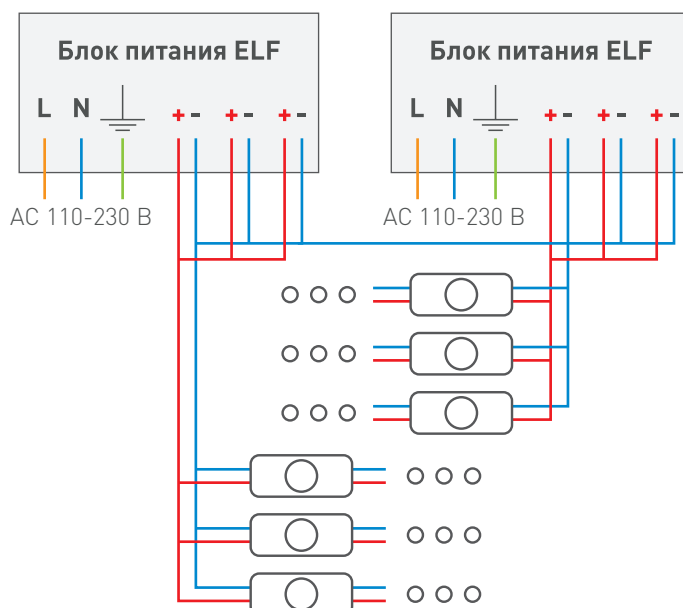 Блок питания ELF
L N + - + - + -
AC 110-230 В
Блок питания ELF
L N + - + - + -
AC 110-230 В